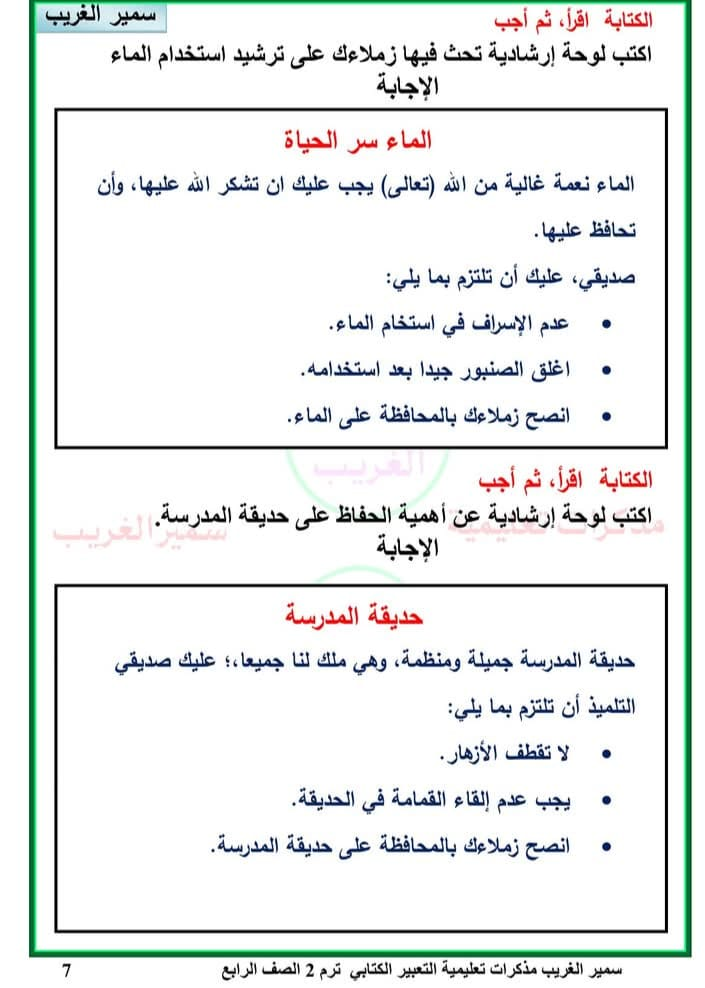 سمير الغريب
الكتابة اقرأ، ثم أجب
اكتب لوحة إرشادية تحث فيها زملاءك على ترشيد استخدام الماء
الإجابة
الماء سر الحياة
الماء نعمة غالية من الله (تعالى) يجب عليك ان تشكر الله عليها، وأن
تحافظ عليها.
صديقي، عليك أن تلتزم بما يلي:
• عدم الإسراف في استخام الماء.
• اغلق الصنبور جيدا بعد استخدامه.
• انصح زملاءك بالمحافظة على الماء.
الغريب
الكتابة اقرأ، ثم أجب
اكتب لوحة إرشادية عن أهمية الحفاظ على حديقة المدرسة.
مذكرات تعليمية سمير الغريب
الإجابة
حديقة المدرسة
حديقة المدرسة جميلة ومنظمة، وهي ملك لنا جميعا،؛ عليك صديقي
التلميذ أن تلتزم بما يلي:
• لا تقطف الأزهار.
• يجب عدم إلقاء القمامة في الحديقة.
• انصح زملاءك بالمحافظة على حديقة المدرسة.
سمير الغريب مذكرات تعليمية التعبير الكتابي ترم 2 الصف الرابع 7